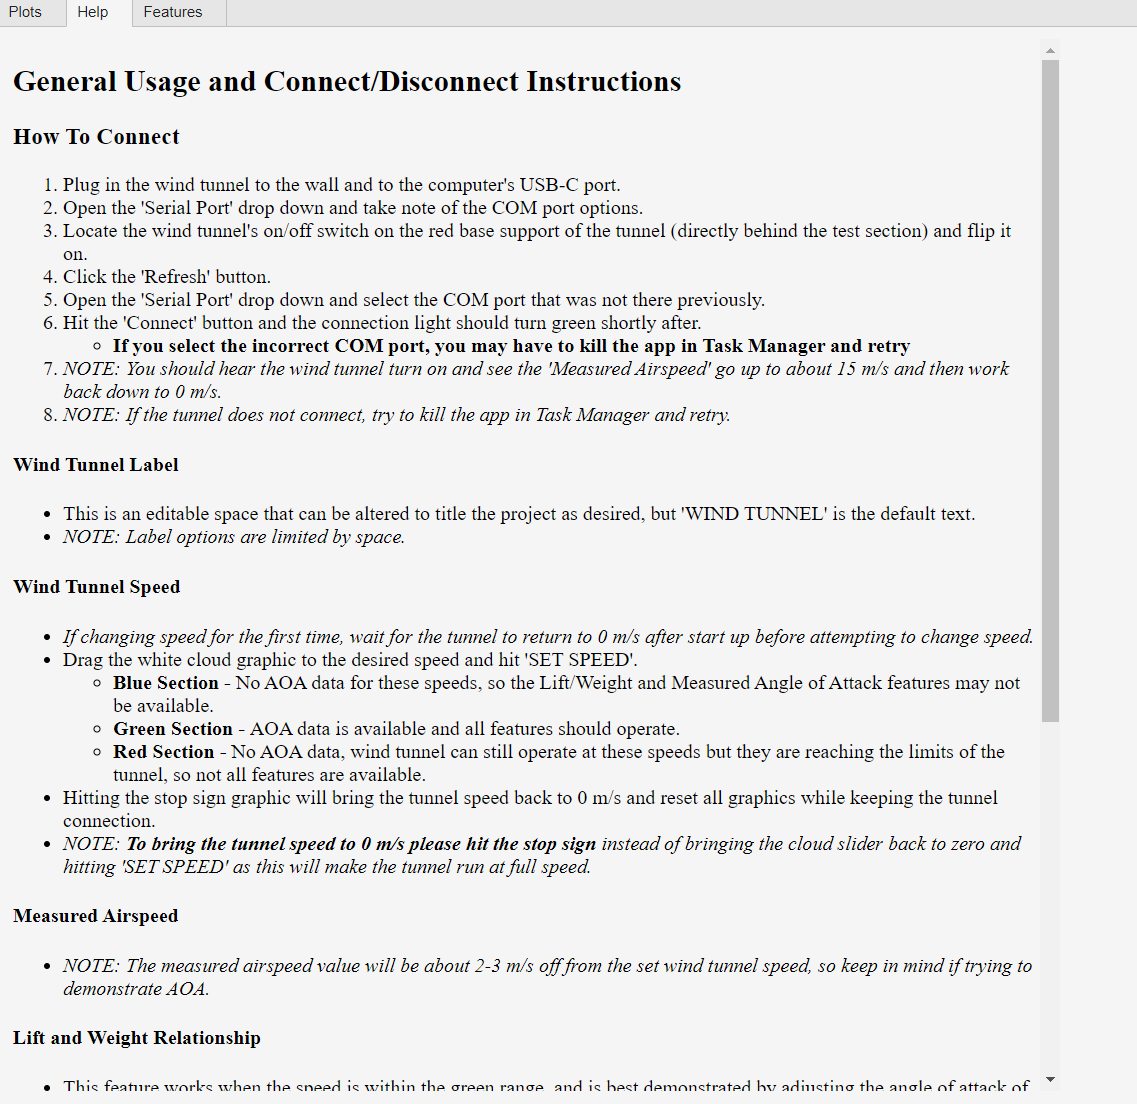 Plots Help Features
General Usage and Connect/Disconnect Instructions
How To Connect
1. Plug in the wind tunnel to the wall and to the computer's USB-C port.
2. Open the 'Serial Port' drop down and take note of the COM port options.
3. Locate the wind tunnel's on/off switch on the red base support of the tunnel (directly behind the test section) and flip it
on.
4. Click the 'Refresh' button.
5. Open the 'Serial Port' drop down and select the COM port that was not there previously.
6. Hit the 'Connect' button and the connection light should turn green shortly after.
◦ If you select the incorrect COM port, you may have to kill the app in Task Manager and retry
7. NOTE: You should hear the wind tunnel turn on and see the 'Measured Airspeed' go up to about 15 m/s and then work
back down to 0 m/s.
8. NOTE: If the tunnel does not connect, try to kill the app in Task Manager and retry.
Wind Tunnel Label
• This is an editable space that can be altered to title the project as desired, but 'WIND TUNNEL' is the default text.
• NOTE: Label options are limited by space.
Wind Tunnel Speed
• If changing speed for the first time, wait for the tunnel to return to 0 m/s after start up before attempting to change speed.
• Drag the white cloud graphic to the desired speed and hit 'SET SPEED'.
◦ Blue Section - No AOA data for these speeds, so the Lift/Weight and Measured Angle of Attack features may not
be available.
◦ Green Section - AOA data is available and all features should operate.
◦ Red Section - No AOA data, wind tunnel can still operate at these speeds but they are reaching the limits of the
tunnel, so not all features are available.
• Hitting the stop sign graphic will bring the tunnel speed back to 0 m/s and reset all graphics while keeping the tunnel
connection.
• NOTE: To bring the tunnel speed to 0 m/s please hit the stop sign instead of bringing the cloud slider back to zero and
hitting 'SET SPEED' as this will make the tunnel run at full speed.
Measured Airspeed
• NOTE: The measured airspeed value will be about 2-3 m/s off from the set wind tunnel speed, so keep in mind if trying to
demonstrate AOA.
Lift and Weight Relationship
• This feature works when the speed is within the green range, and is best demonstrated by adjusting the angle of attack of